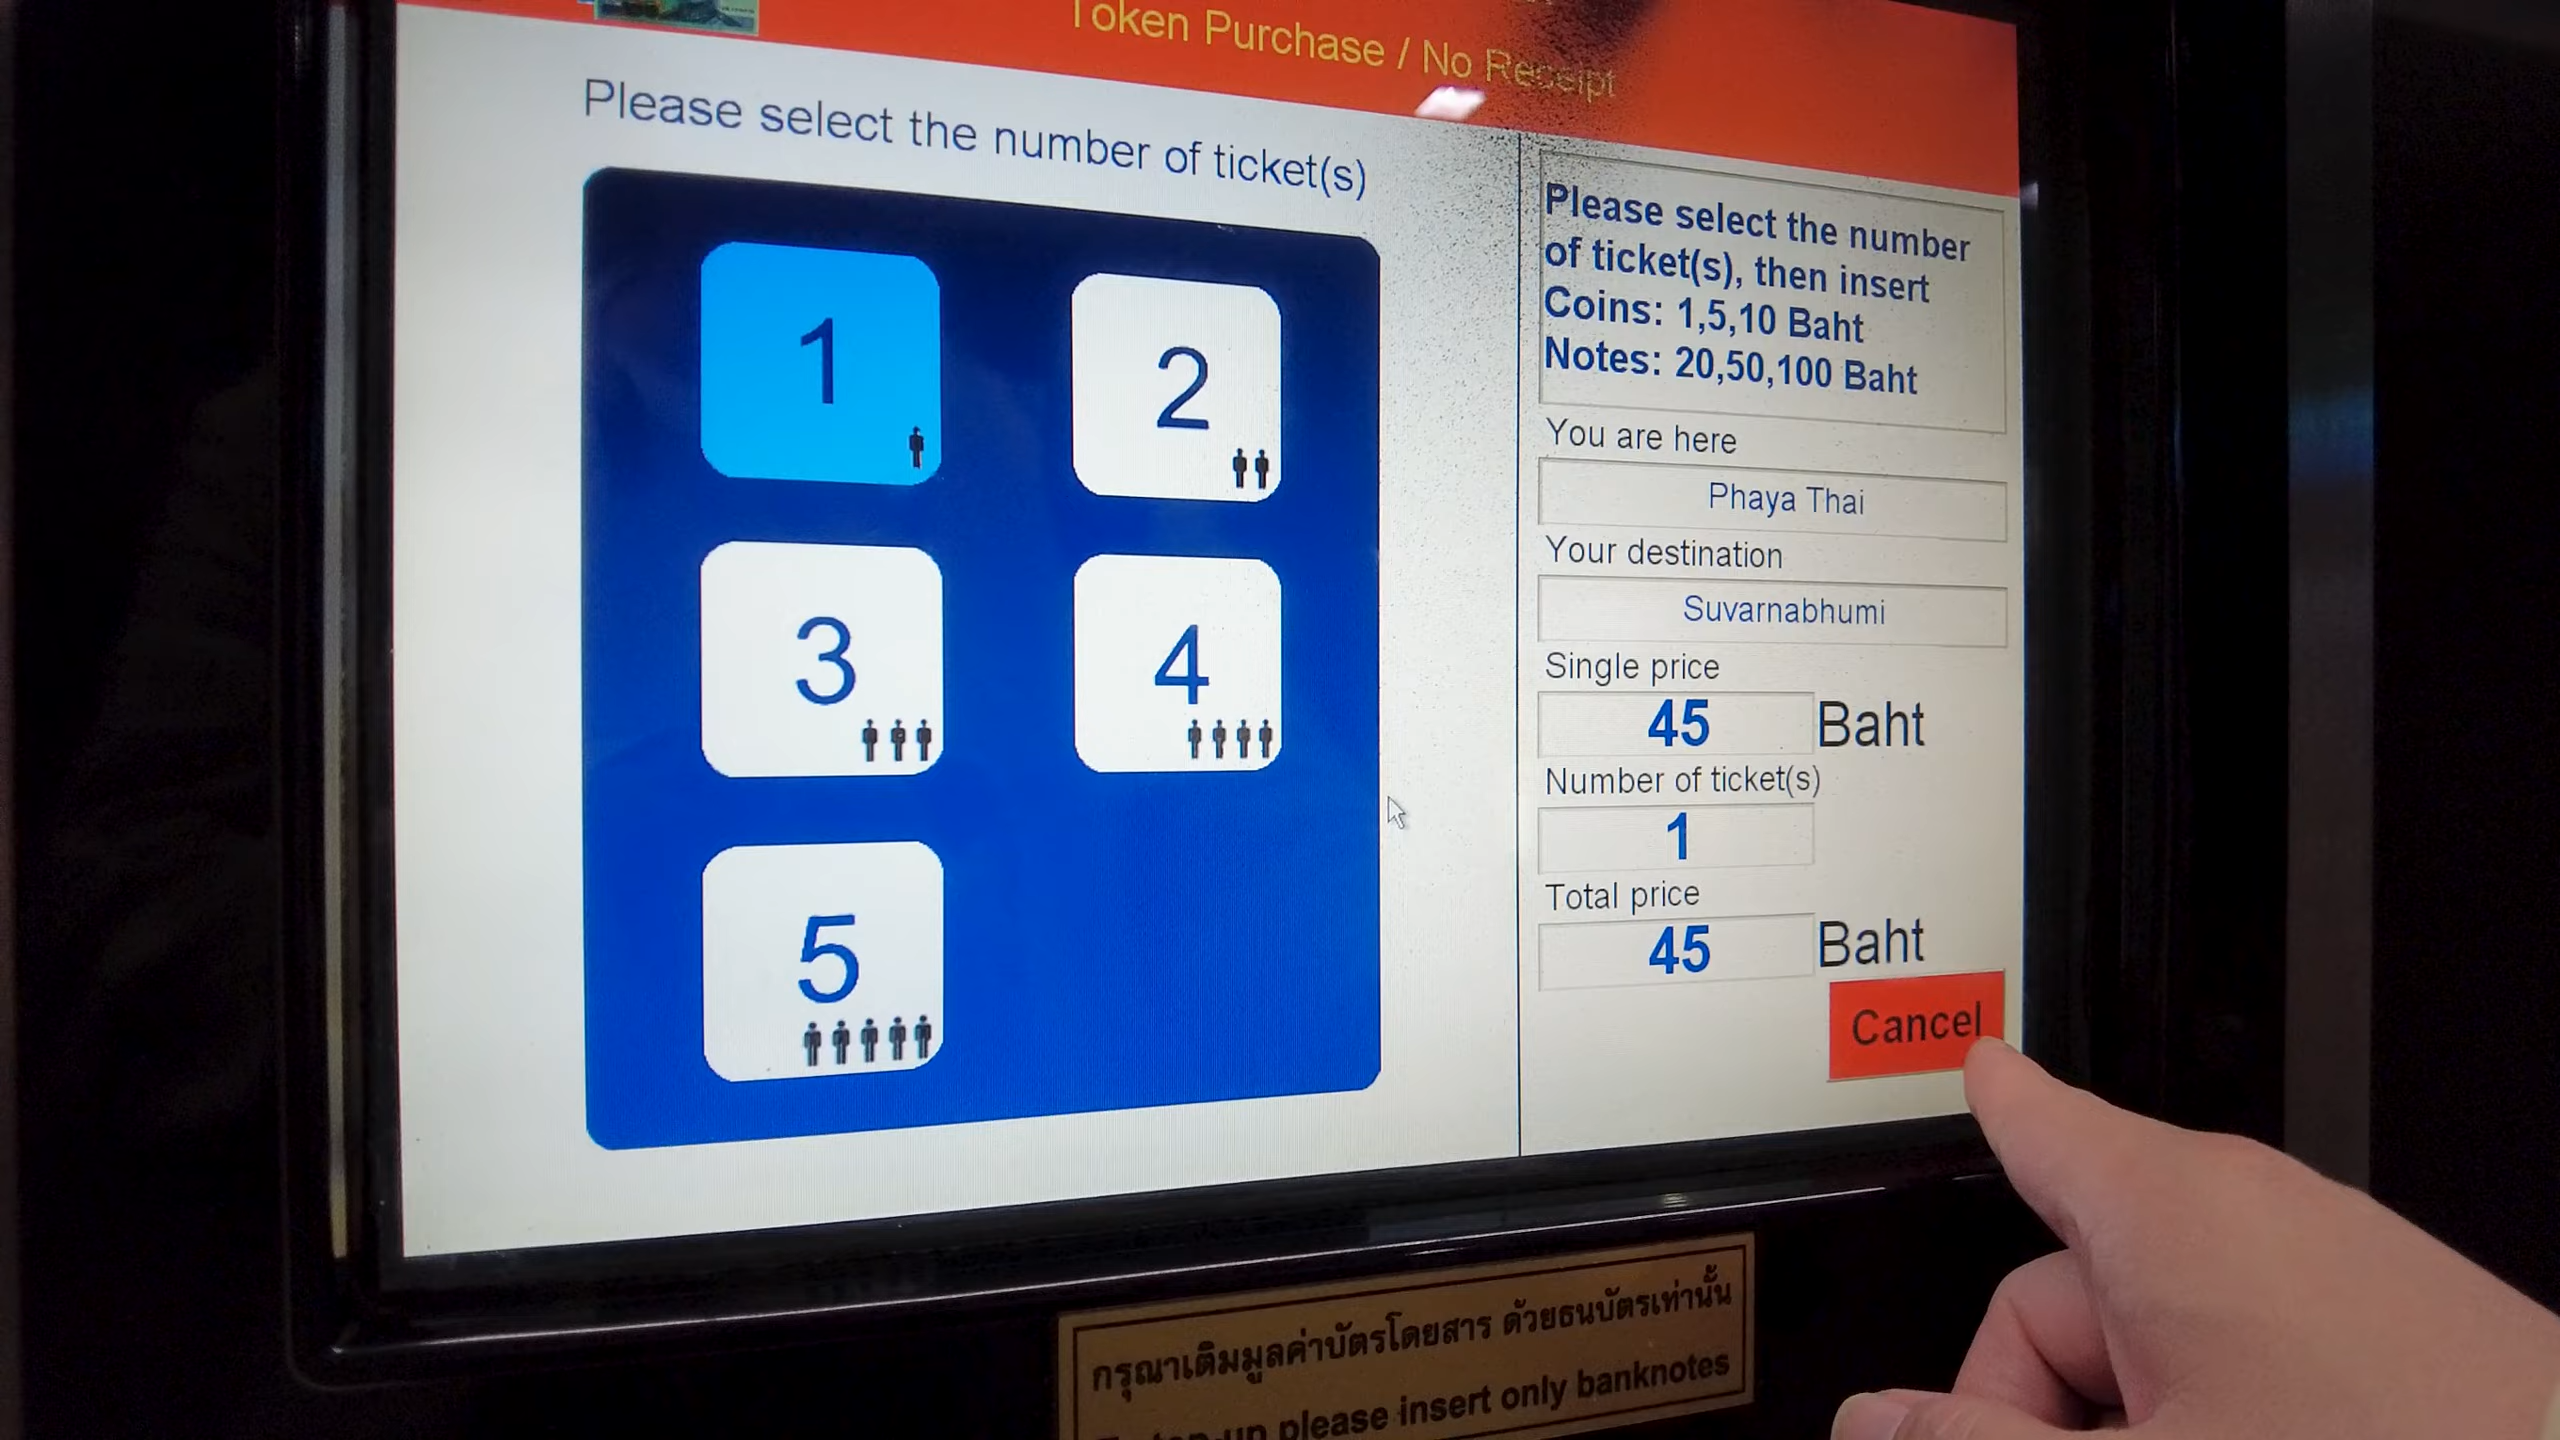 Token Purchase / No Receipt
Please select the number of ticket(s)
1
2
3
4
5
Please select the number
of ticket(s), then insert
Coins: 1,5,10 Baht
Notes: 20,50,100 Baht
You are here
Phaya Thai
Your destination
Suvarnabhumi
Single price
45 Baht
Number of ticket(s)
1
Total price
45 Baht
Cancel
กรุณาเติมมูลค่าบัตรโดยสาร ด้วยธนบัตรเท่านั้น
please insert only banknotes